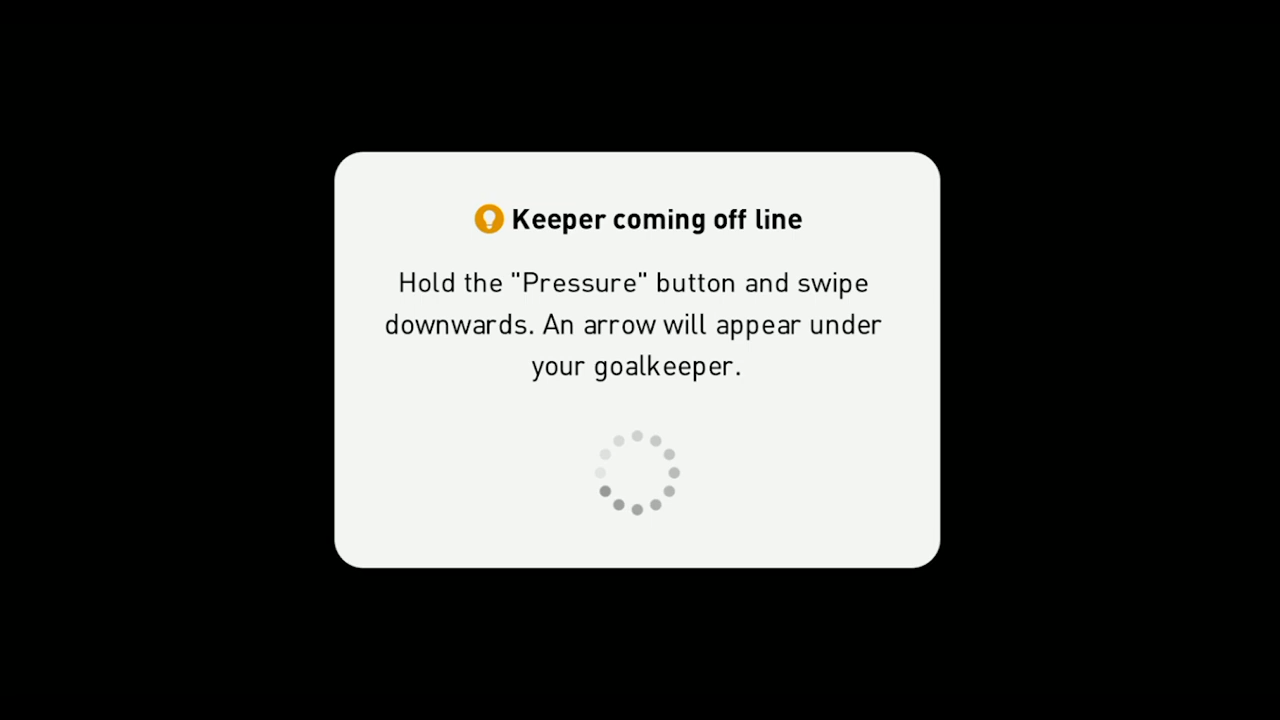 Keeper coming off line
Hold the "Pressure" button and swipe
downwards. An arrow will appear under
your goalkeeper.